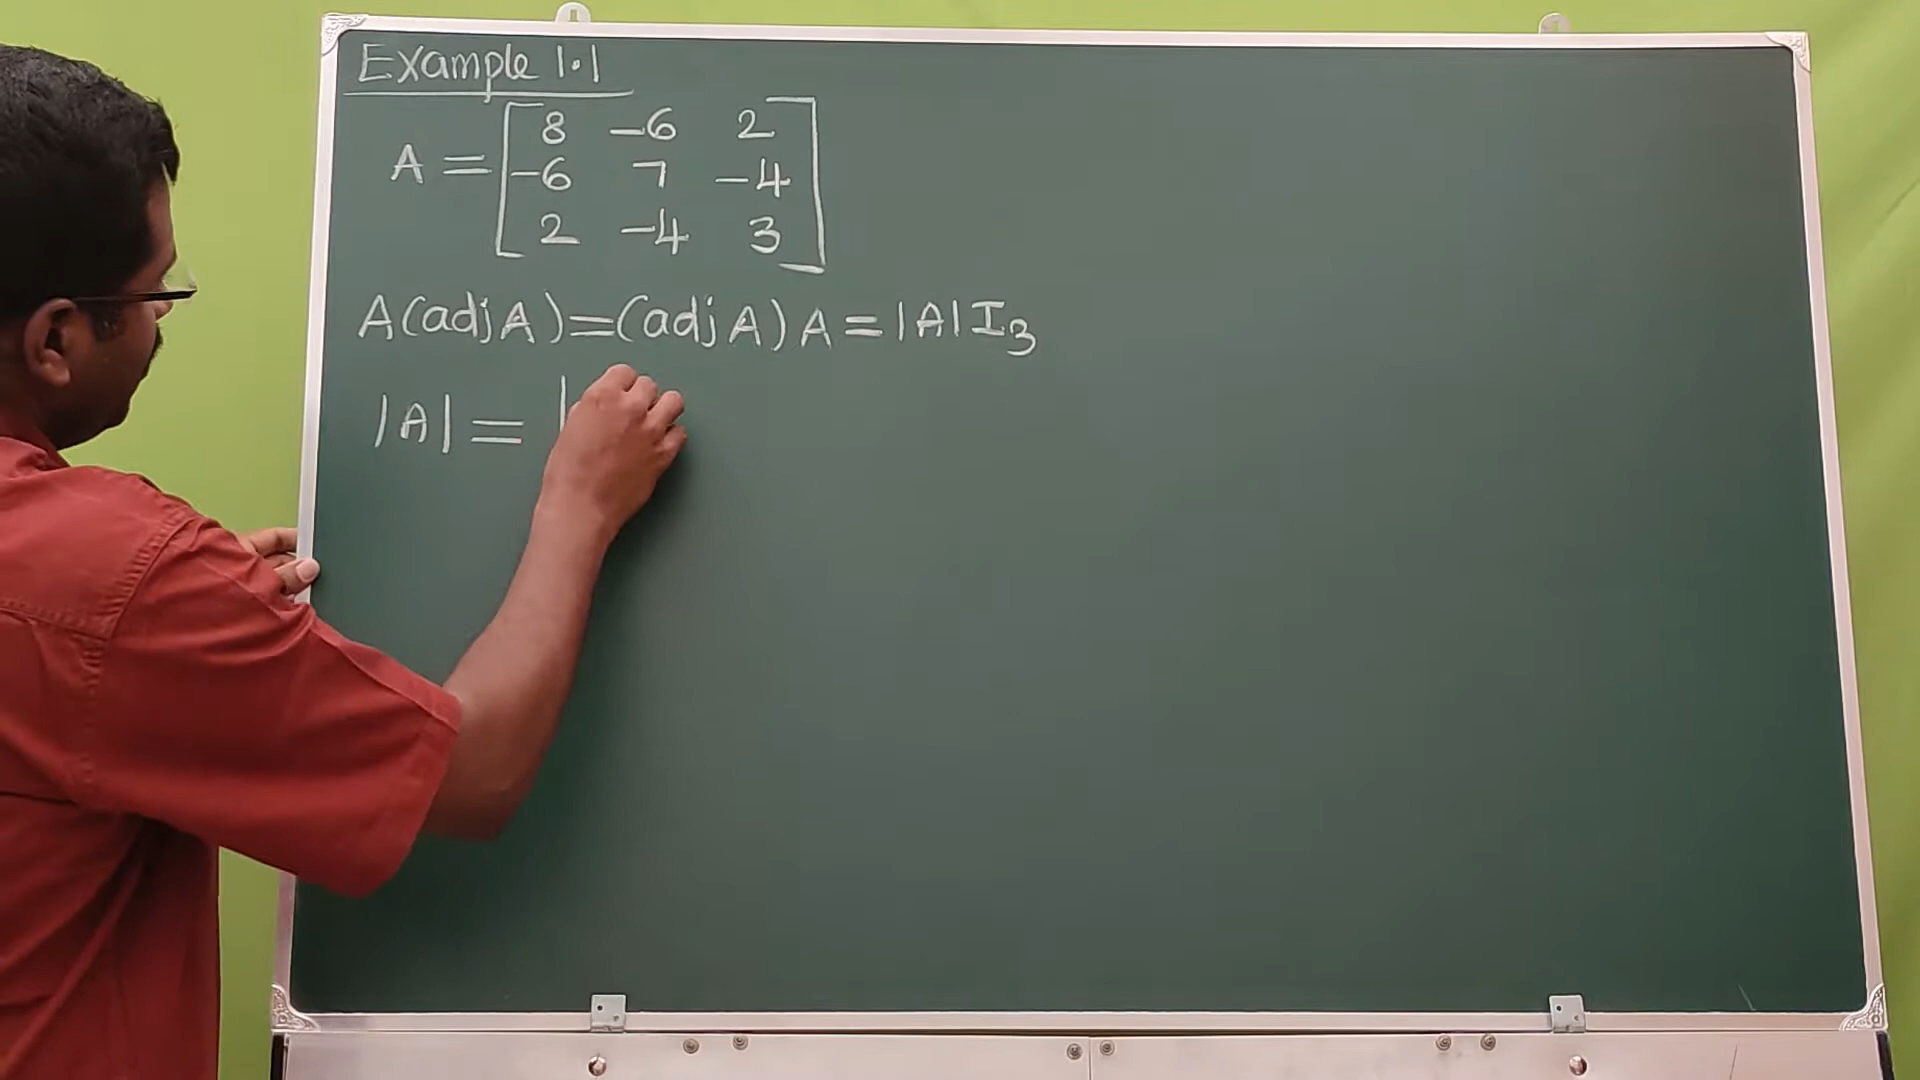 Example 1.1
A = [ 8 -6 2
-6 7 -4
2 -4 3 ]
A(adj A) = (adj A) A = |A| I₃
|A| = |